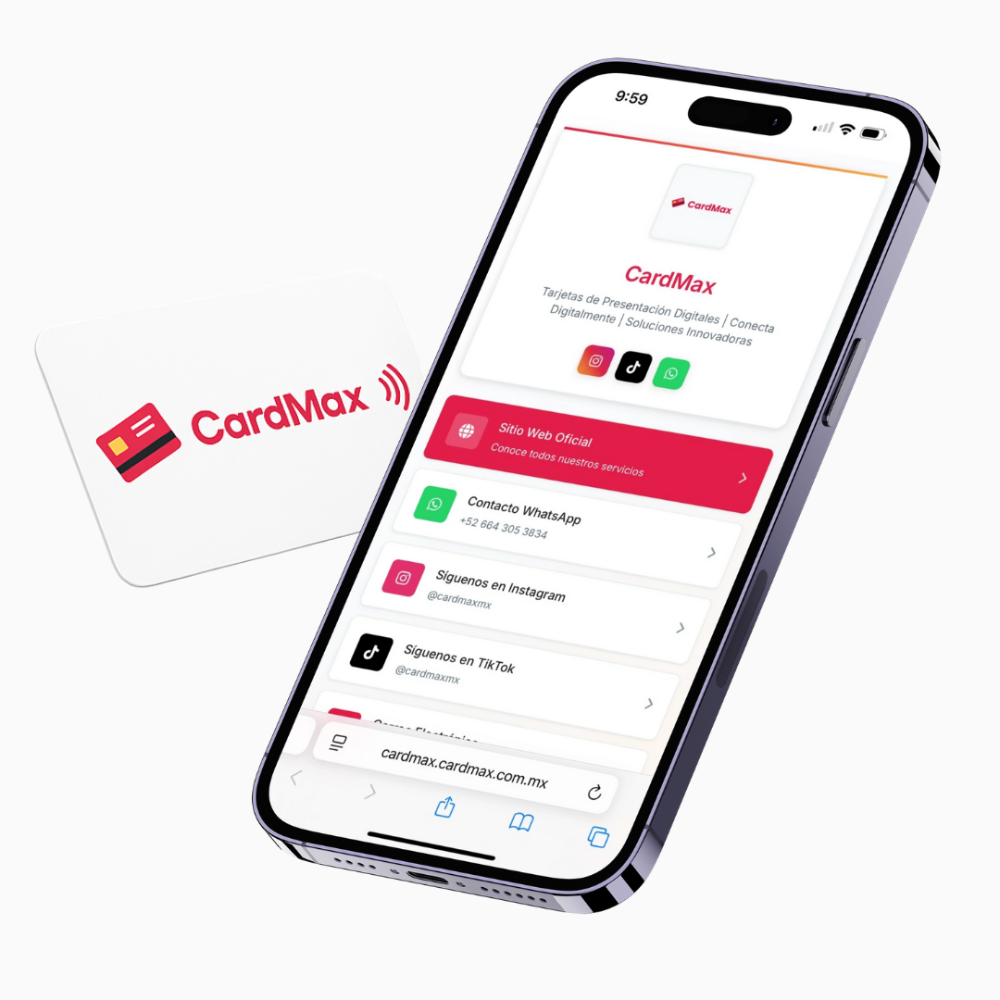 9:59
CardMax
CardMax
CardMax
Tarjetas de Presentación Digitales | Conecta
Digitalmente | Soluciones Innovadoras
Sitio Web Oficial
Conoce todos nuestros servicios
Contacto WhatsApp
+52 664 305 3834
Síguenos en Instagram
@cardmaxmx
Síguenos en TikTok
@cardmaxmx
cardmax.cardmax.com.mx